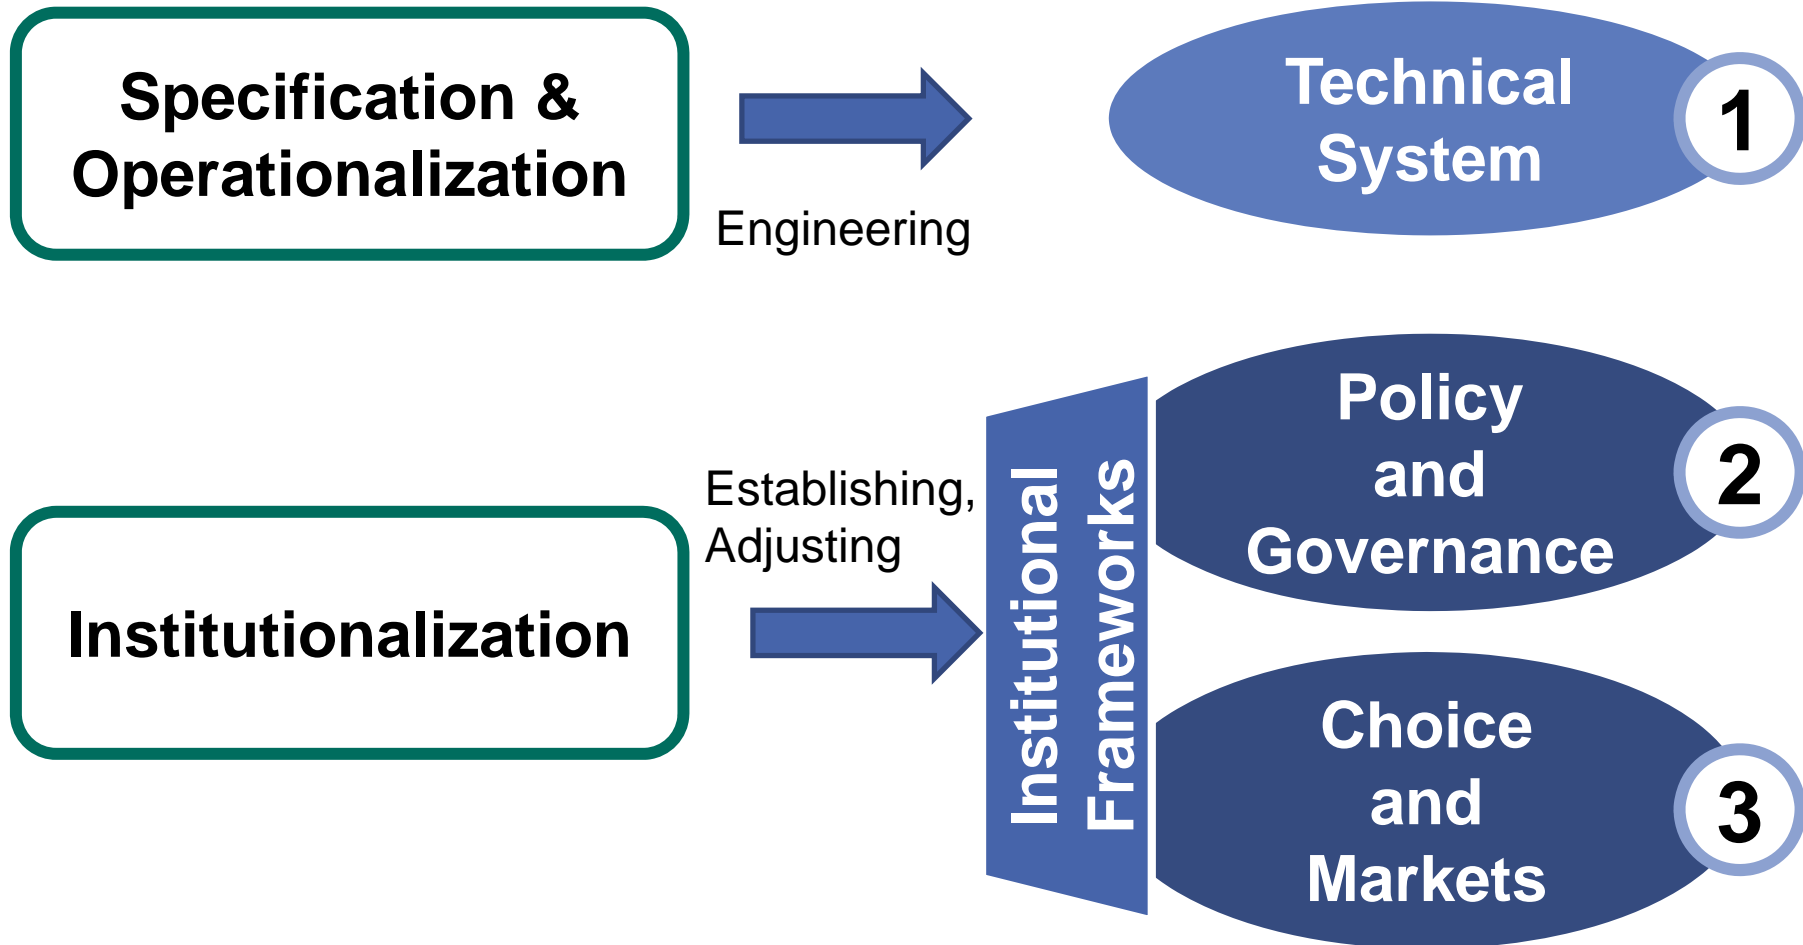 Specification &
Operationalization
Engineering
Technical
System
1
Institutionalization
Establishing,
Adjusting
Institutional
Frameworks
Policy
and
Governance
2
Choice
and
Markets
3